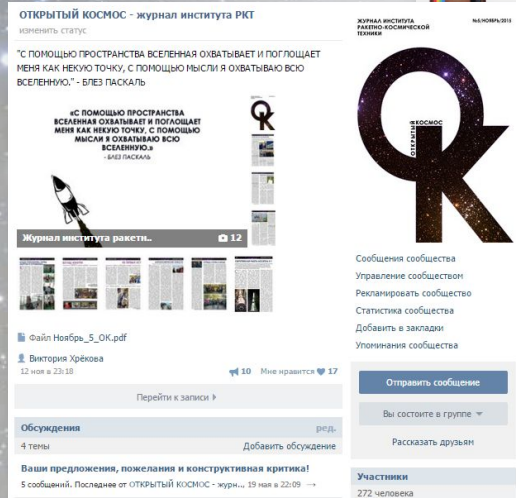 ОТКРЫТЫЙ КОСМОС - журнал института РКТ
изменить статус
"С ПОМОЩЬЮ ПРОСТРАНСТВА ВСЕЛЕННАЯ ОХВАТЫВАЕТ И ПОГЛОЩАЕТ
МЕНЯ КАК НЕКУЮ ТОЧКУ, С ПОМОЩЬЮ МЫСЛИ Я ОХВАТЫВАЮ ВСЮ
ВСЕЛЕННУЮ." - БЛЕЗ ПАСКАЛЬ
«С ПОМОЩЬЮ ПРОСТРАНСТВА
ВСЕЛЕННАЯ ОХВАТЫВАЕТ И ПОГЛОЩАЕТ
МЕНЯ КАК НЕКУЮ ТОЧКУ, С ПОМОЩЬЮ
МЫСЛИ Я ОХВАТЫВАЮ ВСЮ
ВСЕЛЕННУЮ.»
- БЛЕЗ ПАСКАЛЬ
Журнал института ракетн..
12
Файл Ноябрь_5_ОК.pdf
Виктория Хрёкова
12 ноя в 23:18
10 Мне нравится 17
Перейти к записи
Обсуждения
ред.
4 темы
Добавить обсуждение
Ваши предложения, пожелания и конструктивная критика!
5 сообщений. Последнее от ОТКРЫТЫЙ КОСМОС - журн... 19 мая в 22:09 →
ЖУРНАЛ ИНСТИТУТА
РАКЕТНО-КОСМИЧЕСКОЙ
ТЕХНИКИ
№5/НОЯБРЬ/2015
ОК
ОТКРЫТЫЙ КОСМОС
Сообщения сообщества
Управление сообществом
Рекламировать сообщество
Статистика сообщества
Добавить в закладки
Упоминания сообщества
Отправить сообщение
Вы состоите в группе
Рассказать друзьям
Участники
272 человека